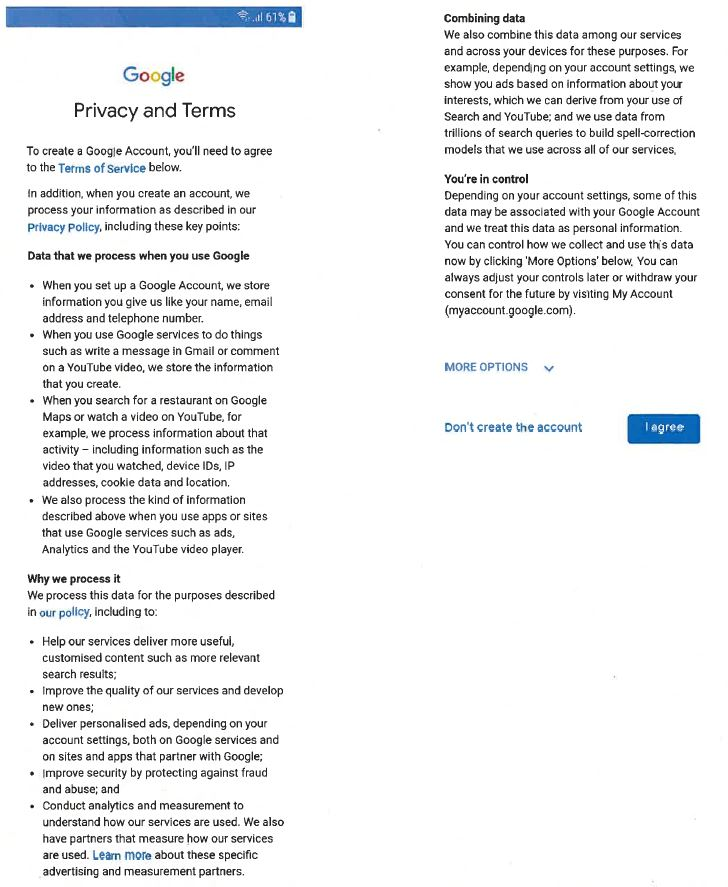 61%
Google
Privacy and Terms
To create a Google Account, you'll need to agree
to the Terms of Service below.
In addition, when you create an account, we
process your information as described in our
Privacy Policy, including these key points:
Data that we process when you use Google
• When you set up a Google Account, we store
information you give us like your name, email
address and telephone number.
• When you use Google services to do things
such as write a message in Gmail or comment
on a YouTube video, we store the information
that you create.
• When you search for a restaurant on Google
Maps or watch a video on YouTube, for
example, we process information about that
activity – including information such as the
video that you watched, device IDs, IP
addresses, cookie data and location.
• We also process the kind of information
described above when you use apps or sites
that use Google services such as ads,
Analytics and the YouTube video player.
Why we process it
We process this data for the purposes described
in our policy, including to:
• Help our services deliver more useful,
customised content such as more relevant
search results;
• Improve the quality of our services and develop
new ones;
• Deliver personalised ads, depending on your
account settings, both on Google services and
on sites and apps that partner with Google;
• Improve security by protecting against fraud
and abuse; and
• Conduct analytics and measurement to
understand how our services are used. We also
have partners that measure how our services
are used. Learn more about these specific
advertising and measurement partners.
Combining data
We also combine this data among our services
and across your devices for these purposes. For
example, depending on your account settings, we
show you ads based on information about your
interests, which we can derive from your use of
Search and YouTube; and we use data from
trillions of search queries to build spell-correction
models that we use across all of our services.
You're in control
Depending on your account settings, some of this
data may be associated with your Google Account
and we treat this data as personal information.
You can control how we collect and use this data
now by clicking 'More Options' below. You can
always adjust your controls later or withdraw your
consent for the future by visiting My Account
(myaccount.google.com).
MORE OPTIONS
Don't create the account
I agree